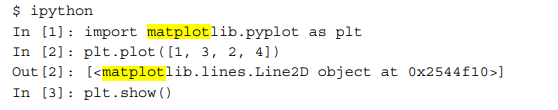 $ ipython
In [1]: import matplotlib.pyplot as plt
In [2]: plt.plot([1, 3, 2, 4])
Out[2]: [<matplotlib.lines.Line2D object at 0x2544f10>]
In [3]: plt.show()